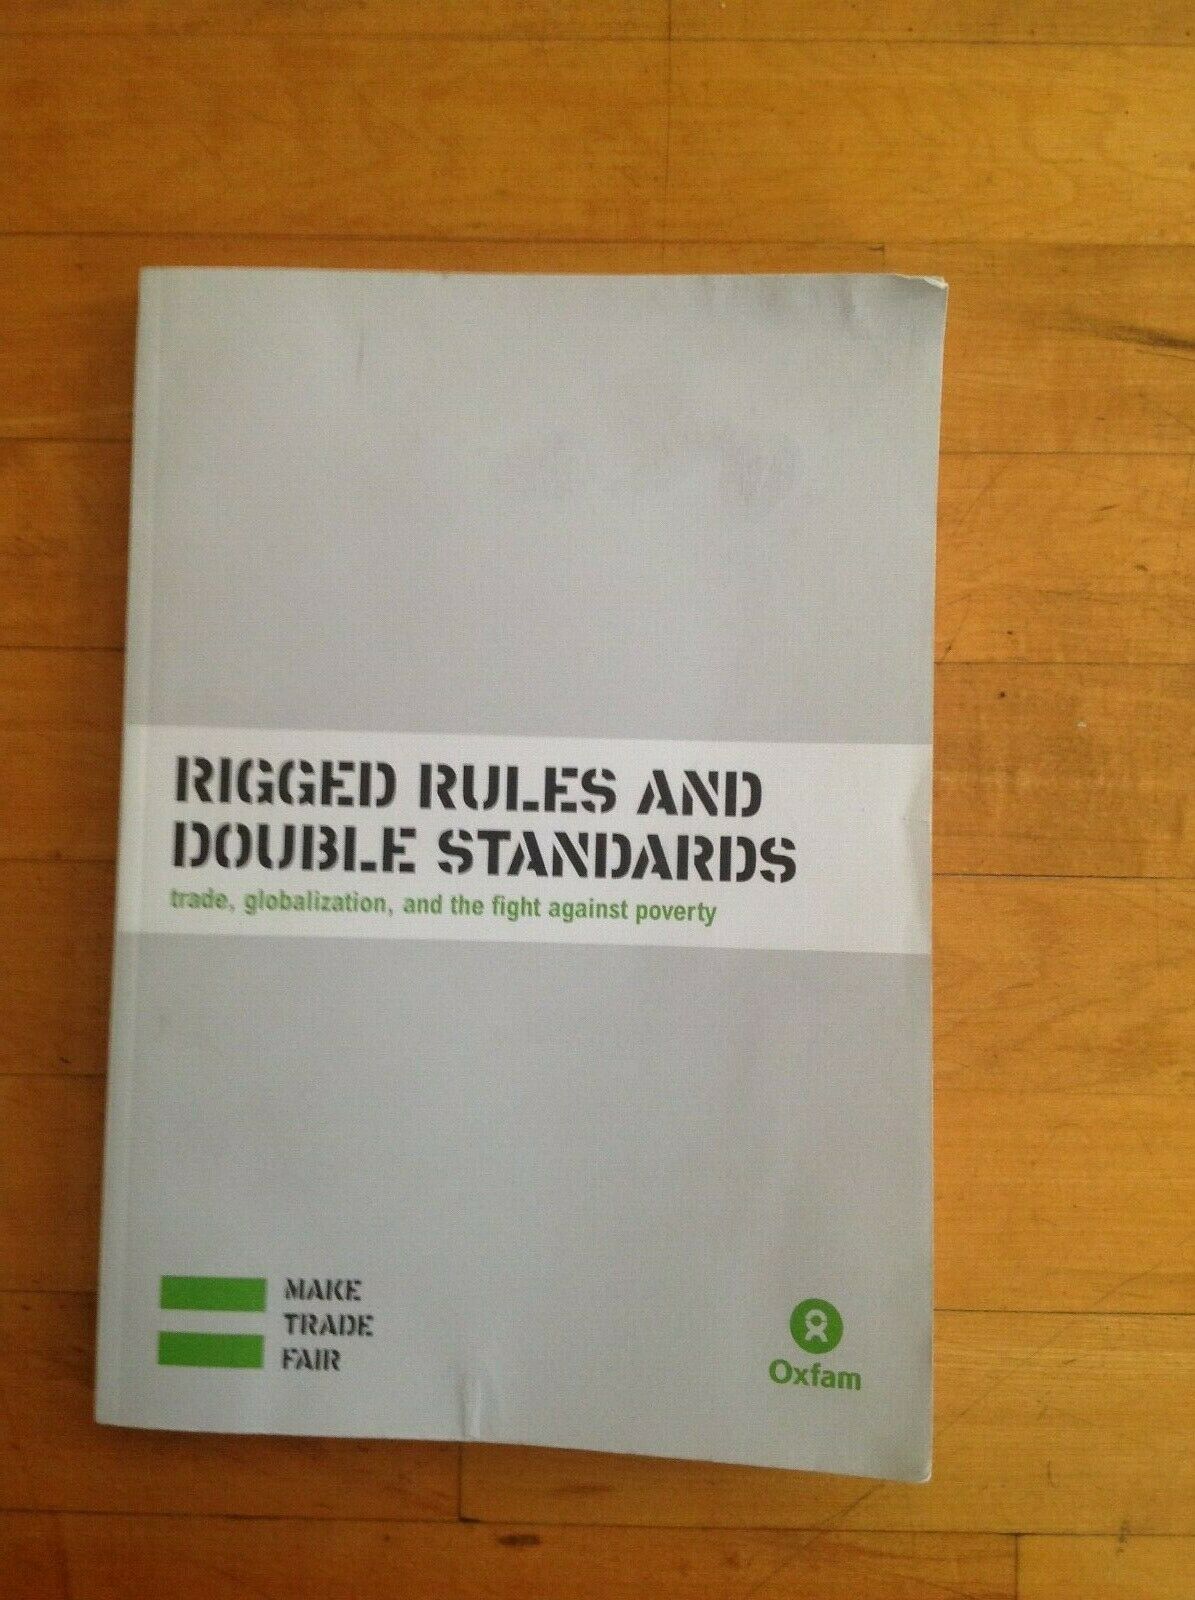 RIGGED RULES AND
DOUBLE STANDARDS
trade, globalization, and the fight against poverty
MAKE
TRADE
FAIR
Oxfam